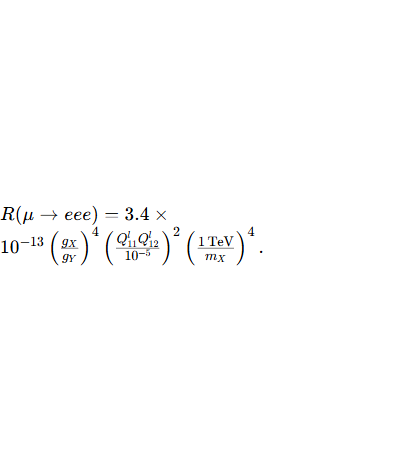 R(μ → eee) = 3.4 ×
10⁻¹³ (g_X/g_Y)⁴ (Q^l_{11}Q^l_{12}/10⁻⁵)² (1 TeV/m_X)⁴ .